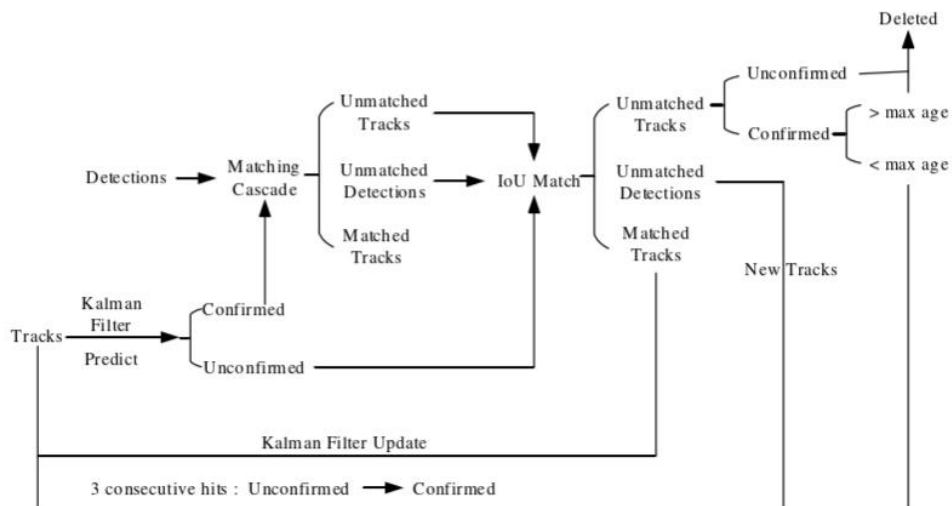 Deleted
Unconfirmed
Unmatched
Tracks
Unmatched
Tracks
> max age
Confirmed
Detections
Matching
Cascade
Unmatched
Detections
IoU Match
Unmatched
Detections
< max age
Matched
Tracks
Matched
Tracks
New Tracks
Kalman
Filter
Confirmed
Tracks
Predict
Unconfirmed
Kalman Filter Update
3 consecutive hits : Unconfirmed Confirmed